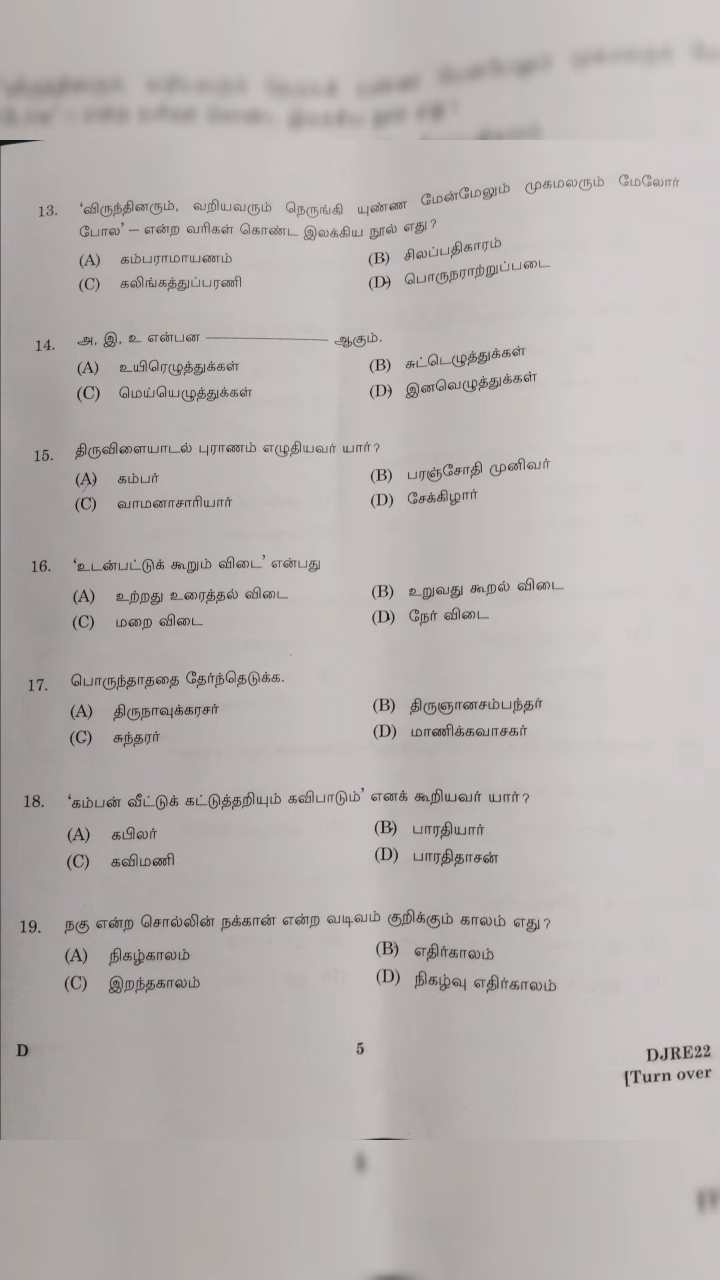 13. 'விருந்தினரும், வறியவரும் நெருங்கி யுண்ண மேன்மேலும் முகமலரும் மேலோர்
போல' – என்ற வரிகள் கொண்ட இலக்கிய நூல் எது?
(A) கம்பராமாயணம் (B) சிலப்பதிகாரம்
(C) கலிங்கத்துப்பரணி (D) பொருநராற்றுப்படை
14. அ, இ, உ என்பன ———— ஆகும்.
(A) உயிரெழுத்துக்கள் (B) சுட்டெழுத்துக்கள்
(C) மெய்யெழுத்துக்கள் (D) இனவெழுத்துக்கள்
15. திருவிளையாடல் புராணம் எழுதியவர் யார்?
(A) கம்பர் (B) பரஞ்சோதி முனிவர்
(C) வாமனாசாரியார் (D) சேக்கிழார்
16. 'உடன்பட்டுக் கூறும் விடை' என்பது
(A) உற்றது உரைத்தல் விடை (B) உறுவது கூறல் விடை
(C) மறை விடை (D) நேர் விடை
17. பொருந்தாததை தேர்ந்தெடுக்க.
(A) திருநாவுக்கரசர் (B) திருஞானசம்பந்தர்
(C) சுந்தரர் (D) மாணிக்கவாசகர்
18. 'கம்பன் வீட்டுக் கட்டுத்தறியும் கவிபாடும்' எனக் கூறியவர் யார்?
(A) கபிலர் (B) பாரதியார்
(C) கவிமணி (D) பாரதிதாசன்
19. நகு என்ற சொல்லின் நக்கான் என்ற வடிவம் குறிக்கும் காலம் எது?
(A) நிகழ்காலம் (B) எதிர்காலம்
(C) இறந்தகாலம் (D) நிகழ்வு எதிர்காலம்
D 5 DJRE22
[Turn over